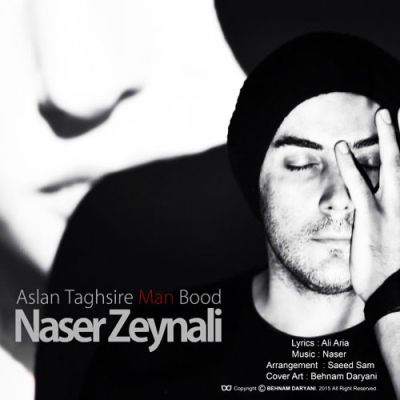 Aslan Taghsire Man Bood
Naser Zeynali
Lyrics : Ali Aria
Music : Naser
Arrangement : Saeed Sam
Cover Art : Behnam Daryani
Copyright © BEHNAM DARYANI. 2015 All Right Reserved.